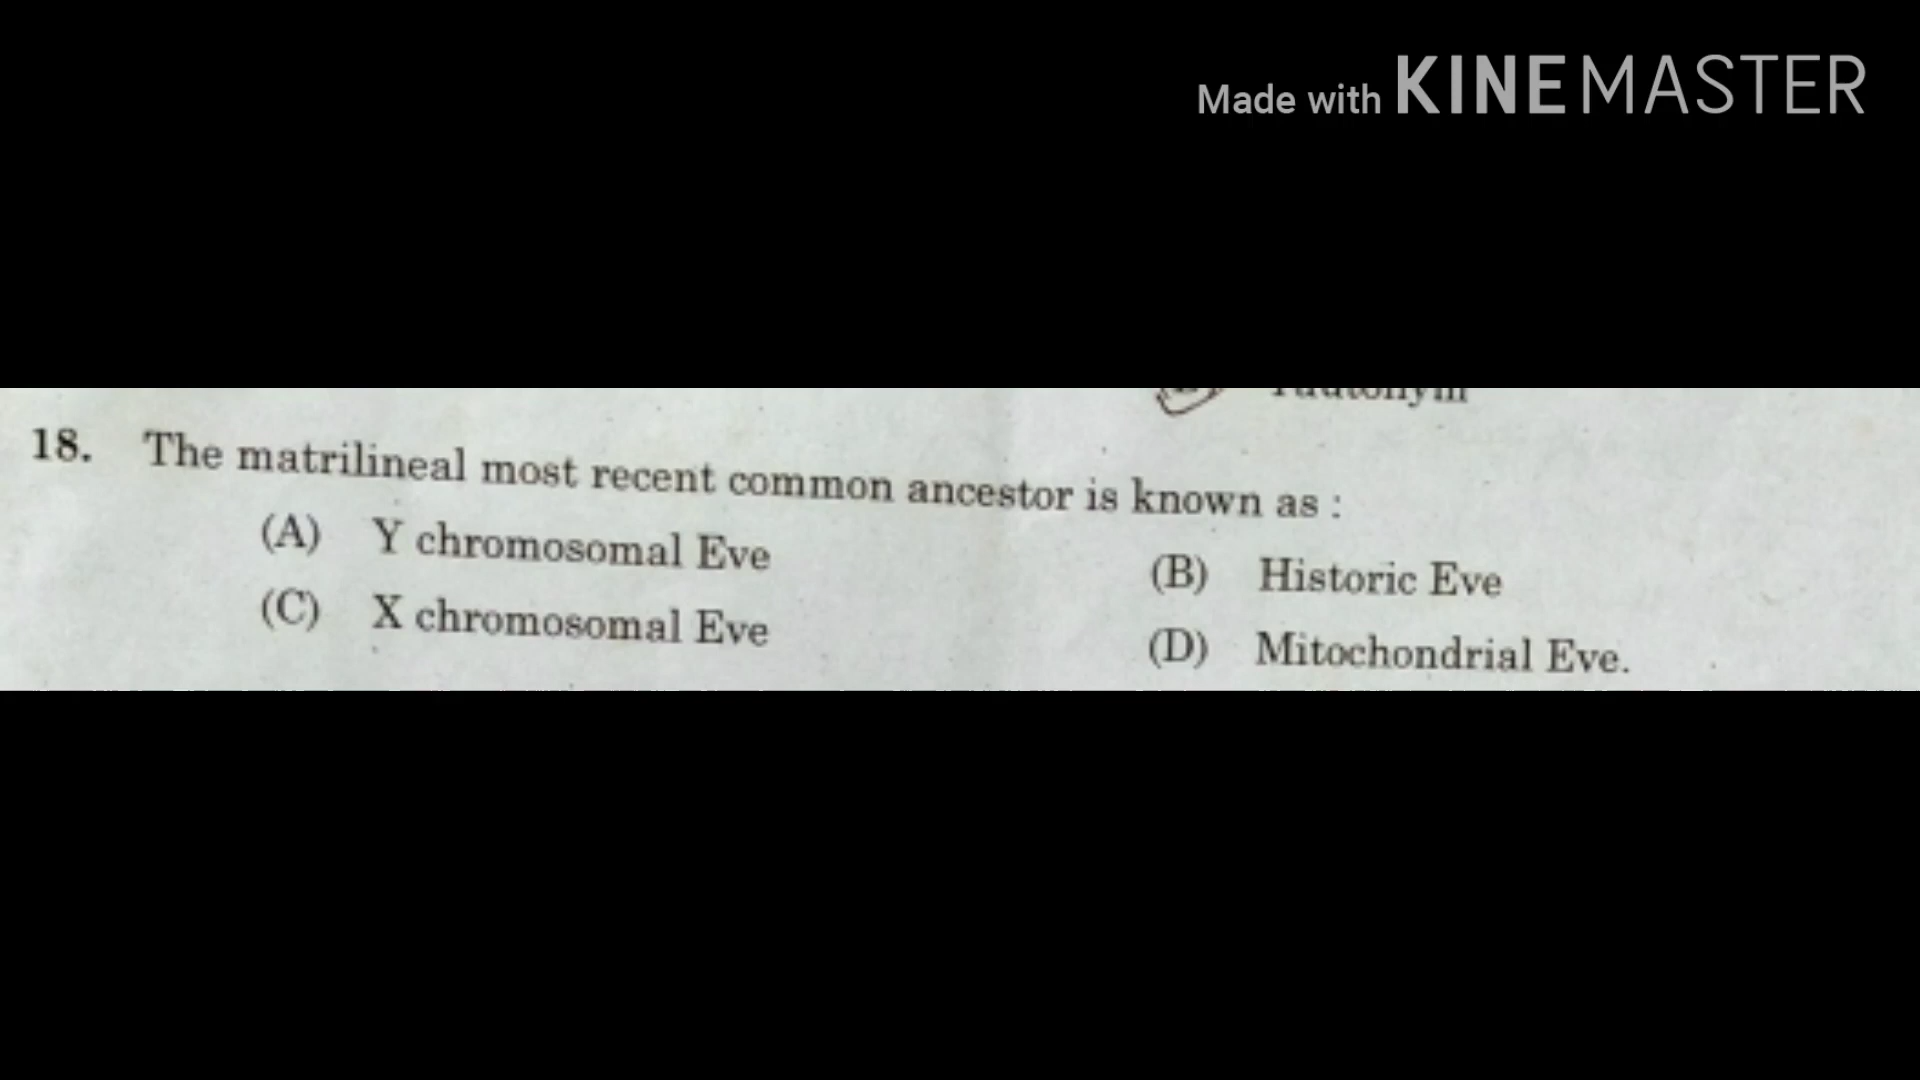 Made with KINEMASTER
18. The matrilineal most recent common ancestor is known as :
(A) Y chromosomal Eve
(B) Historic Eve
(C) X chromosomal Eve
(D) Mitochondrial Eve.